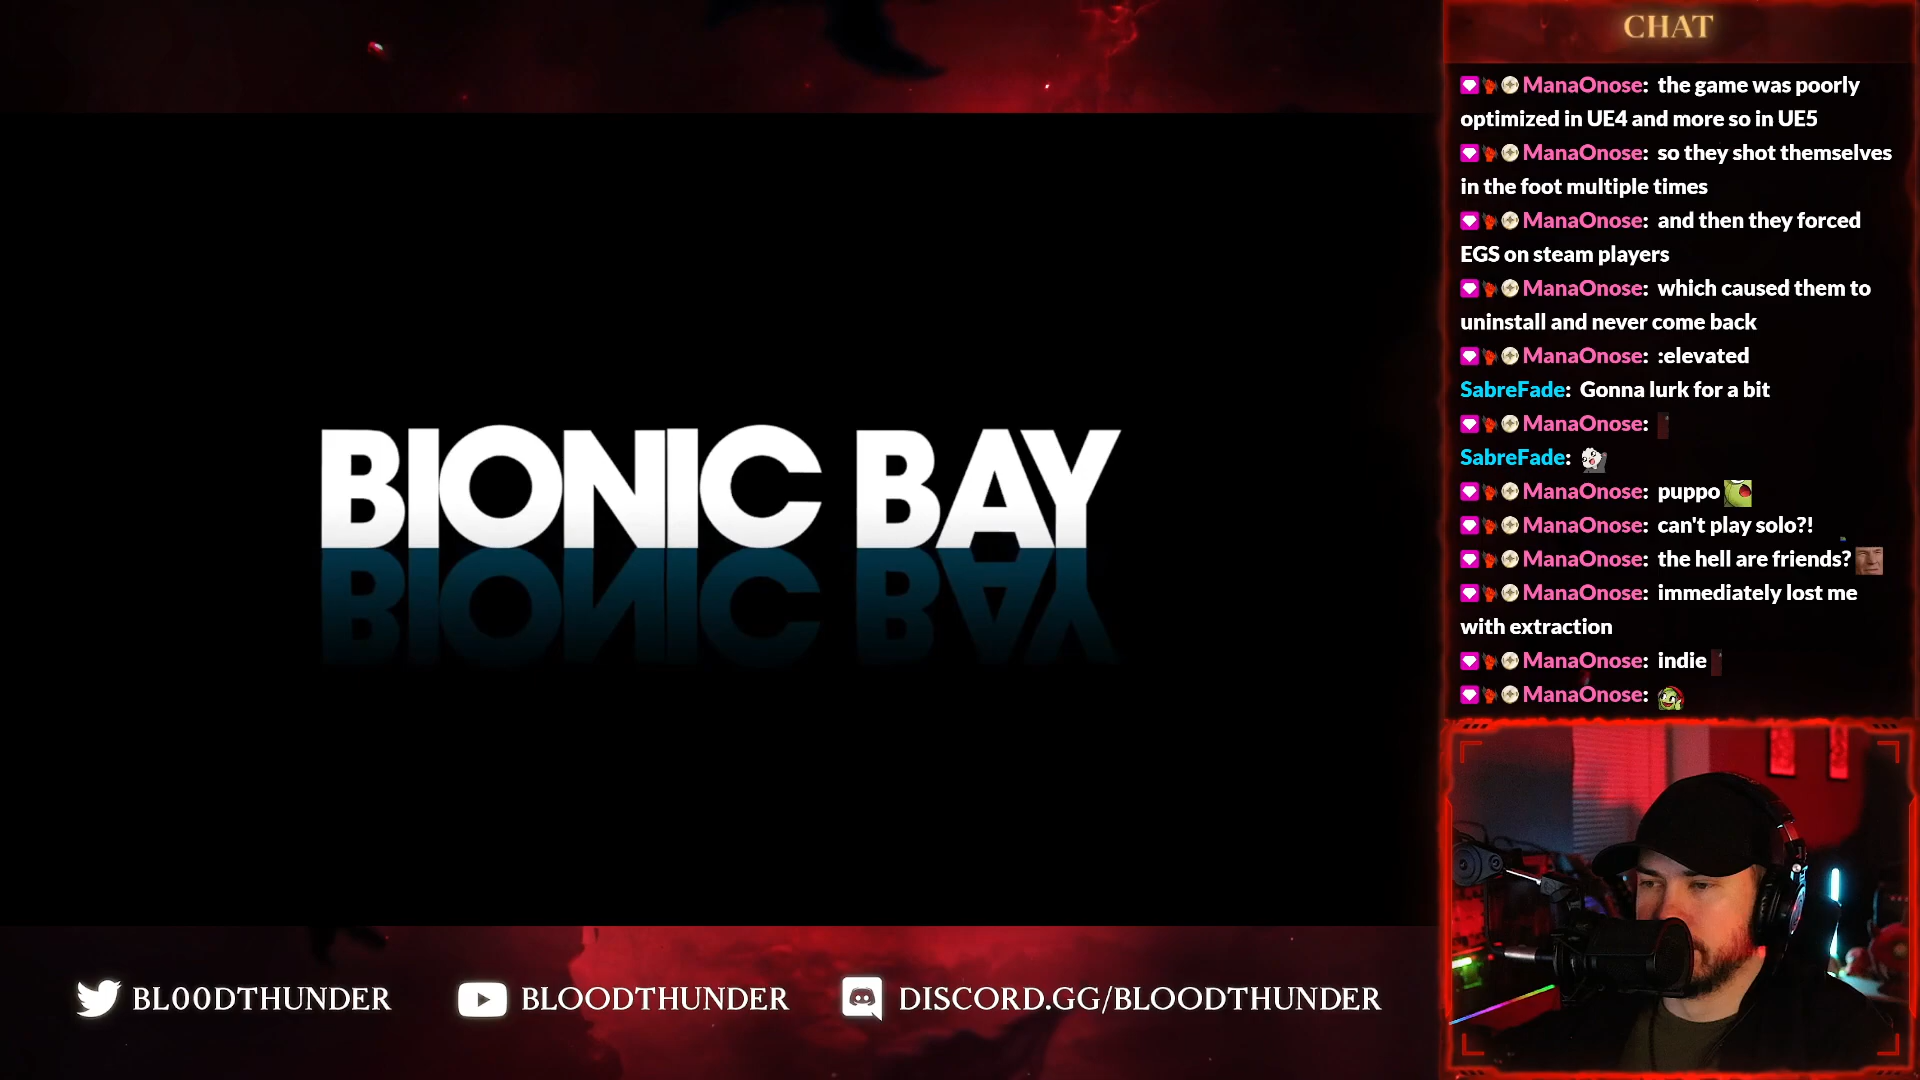 CHAT
ManaOnose: the game was poorly
optimized in UE4 and more so in UE5
ManaOnose: so they shot themselves
in the foot multiple times
ManaOnose: and then they forced
EGS on steam players
ManaOnose: which caused them to
uninstall and never come back
ManaOnose: :elevated
SabreFade: Gonna lurk for a bit
ManaOnose:
SabreFade:
ManaOnose: puppo
ManaOnose: can't play solo?!
ManaOnose: the hell are friends?
ManaOnose: immediately lost me
with extraction
ManaOnose: indie
ManaOnose:
BIONIC BAY
BL00DTHUNDER
BLOODTHUNDER
DISCORD.GG/BLOODTHUNDER